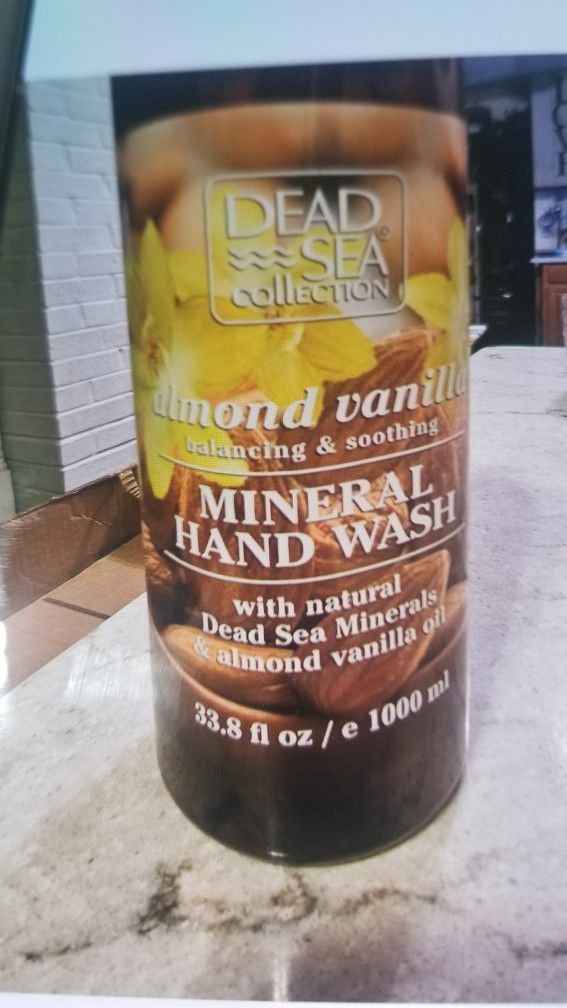 DEAD
SEA
collECTION
almond vanilla
balancing & soothing
MINERAL
HAND WASH
with natural
Dead Sea Minerals
& almond vanilla oil
33.8 fl oz / e 1000 ml